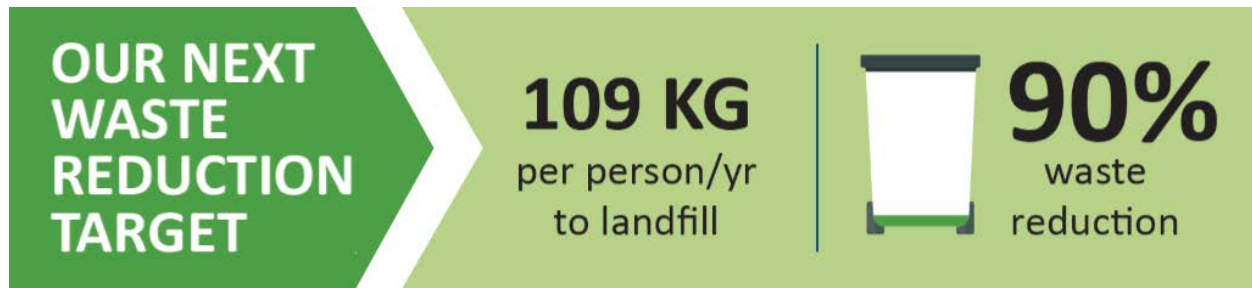 OUR NEXT
WASTE
REDUCTION
TARGET
109 KG
per person/yr
to landfill
90%
waste
reduction